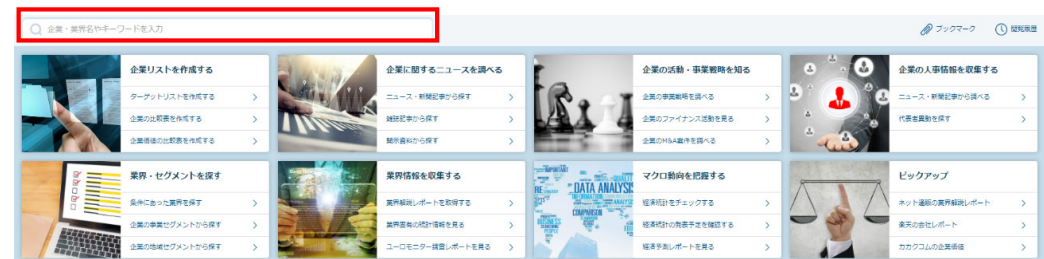 企業・業界名やキーワードを入力
ブックマーク
閲覧履歴
企業リストを作成する
ターゲットリストを作成する
企業の比較表を作成する
企業価値の比較表を作成する
企業に関するニュースを調べる
ニュース・新聞記事から探す
雑誌記事から探す
開示資料から探す
企業の活動・事業戦略を知る
企業の事業戦略を調べる
企業のファイナンス活動を見る
企業のM&A案件を調べる
企業の人事情報を収集する
ニュース・新聞記事から調べる
代表者異動を探す
業界・セグメントを探す
条件にあった業界を探す
企業の事業セグメントから探す
企業の地域セグメントから探す
業界情報を収集する
業界解説レポートを取得する
業界固有の統計情報を見る
ユーロモニター調査レポートを見る
DATA ANALYSIS
INFORMATION
COMPARISON
マクロ動向を把握する
経済統計をチェックする
経済統計の発表予定を確認する
経済予測レポートを見る
ピックアップ
ネット通販の業界解説レポート
楽天の会社レポート
カカクコムの企業価値